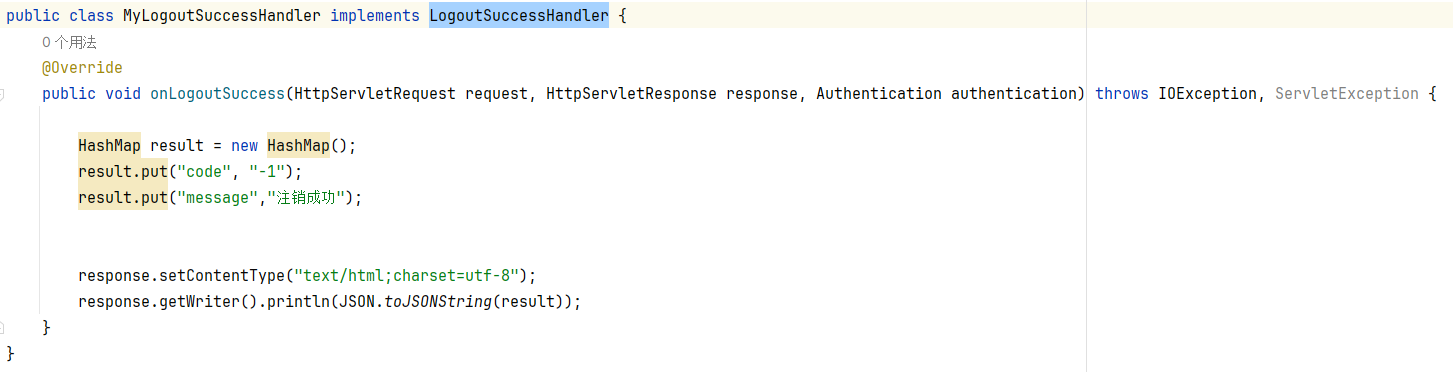 public class MyLogoutSuccessHandler implements LogoutSuccessHandler {
0 个用法
@Override
public void onLogoutSuccess(HttpServletRequest request, HttpServletResponse response, Authentication authentication) throws IOException, ServletException {
HashMap result = new HashMap();
result.put("code", "-1");
result.put("message","注销成功");
response.setContentType("text/html;charset=utf-8");
response.getWriter().println(JSON.toJSONString(result));
}
}